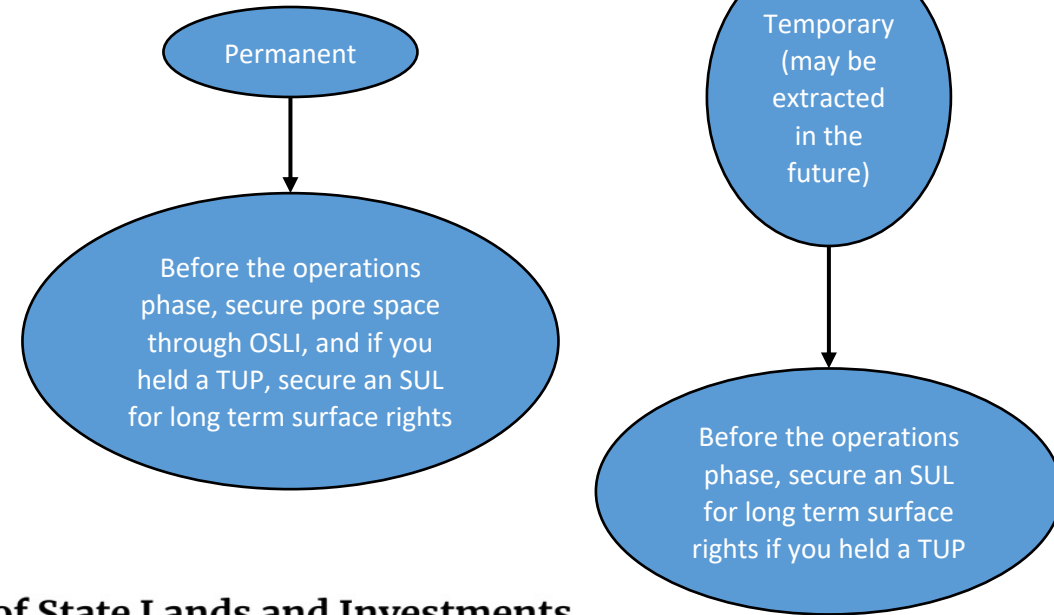 Permanent
Temporary
(may be
extracted
in the
future)
Before the operations
phase, secure pore space
through OSLI, and if you
held a TUP, secure an SUL
for long term surface rights
Before the operations
phase, secure an SUL
for long term surface
rights if you held a TUP
of State Lands and Investments